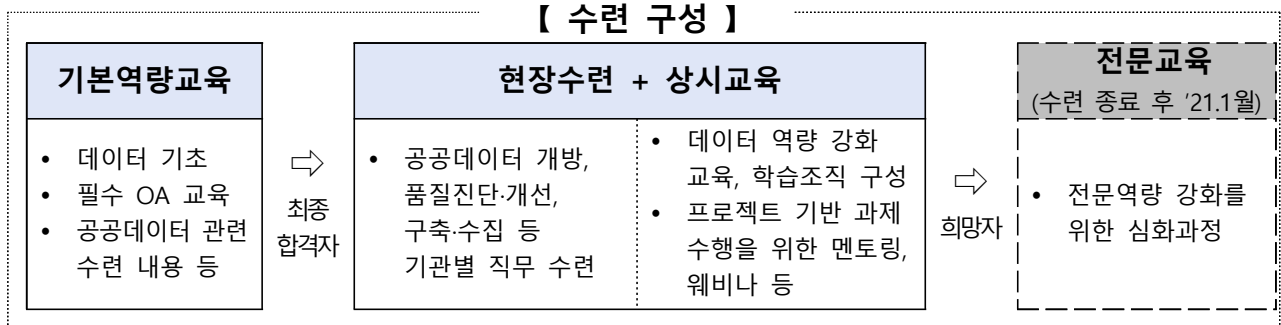 【 수련 구성 】
기본역량교육
• 데이터 기초
• 필수 OA 교육
• 공공데이터 관련
수련 내용 등
⇨
최종
합격자
현장수련 + 상시교육
• 공공데이터 개방,
품질진단·개선,
구축·수집 등
기관별 직무 수련
• 데이터 역량 강화
교육, 학습조직 구성
• 프로젝트 기반 과제
수행을 위한 멘토링,
웨비나 등
⇨
희망자
전문교육
(수련 종료 후 '21.1월)
• 전문역량 강화를
위한 심화과정